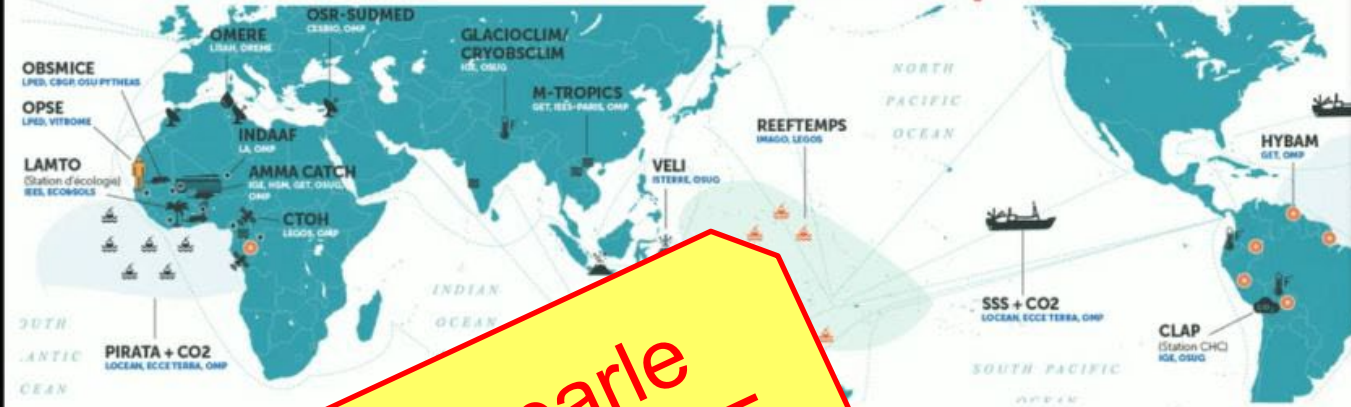 OSR-SUDMED
CESBIO, OMP
OMERE
LISAH, DREME
GLACIOCLIM/
CRYOBSCLIM
IGE, OSUG
OBSMICE
LPED, CBGP, OSU PYTHEAS
M-TROPICS
GET, IEES-PARIS, OMP
OPSE
LPED, VITROME
INDAAF
LA, OMP
REEFTEMPS
IMAGO, LEGOS
HYBAM
GET, OMP
LAMTO
(Station d'écologie)
IEES, ECO&SOLS
AMMA CATCH
IGE, HSM, GET, OSUG,
OMP
VELI
ISTERRE, OSUG
CTOH
LEGOS, OMP
NORTH
PACIFIC
OCEAN
INDIAN
OCEAN
SSS + CO2
LOCEAN, ECCE TERRA, OMP
CLAP
(Station CHC)
IGE, OSUG
PIRATA + CO2
LOCEAN, ECCE TERRA, OMP
SOUTH PACIFIC
OCEAN
arle